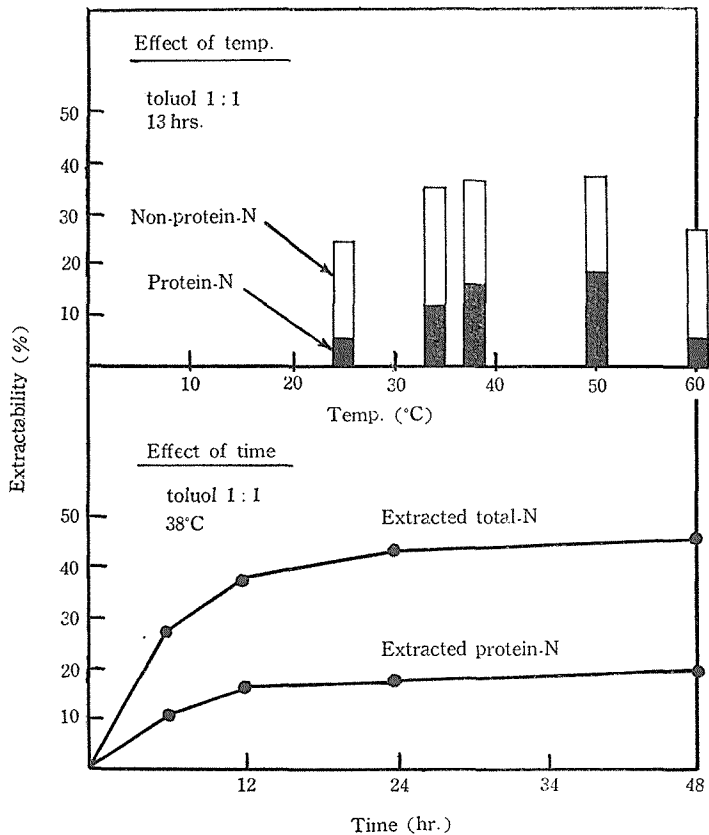 Effect of temp.
toluol 1 : 1
13 hrs.
50
40
30
20
10
Non-protein-N
Protein-N
10 20 30 40 50 60
Temp. (°C)
Extractability (%)
Effect of time
toluol 1 : 1
38°C
50
40
30
20
10
Extracted total-N
Extracted protein-N
12 24 34 48
Time (hr.)